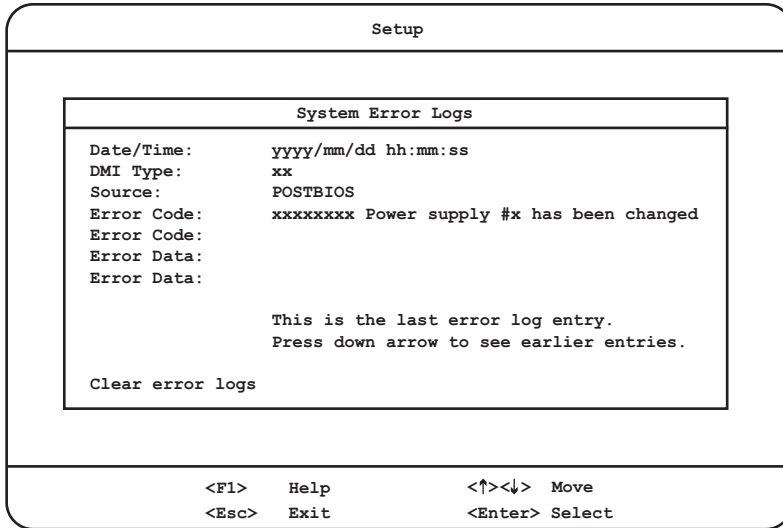 Setup
System Error Logs
Date/Time: yyyy/mm/dd hh:mm:ss
DMI Type: xx
Source: POSTBIOS
Error Code: xxxxxxxx Power supply #x has been changed
Error Code:
Error Data:
Error Data:
This is the last error log entry.
Press down arrow to see earlier entries.
Clear error logs
<F1> Help <↑><↓> Move
<Esc> Exit <Enter> Select